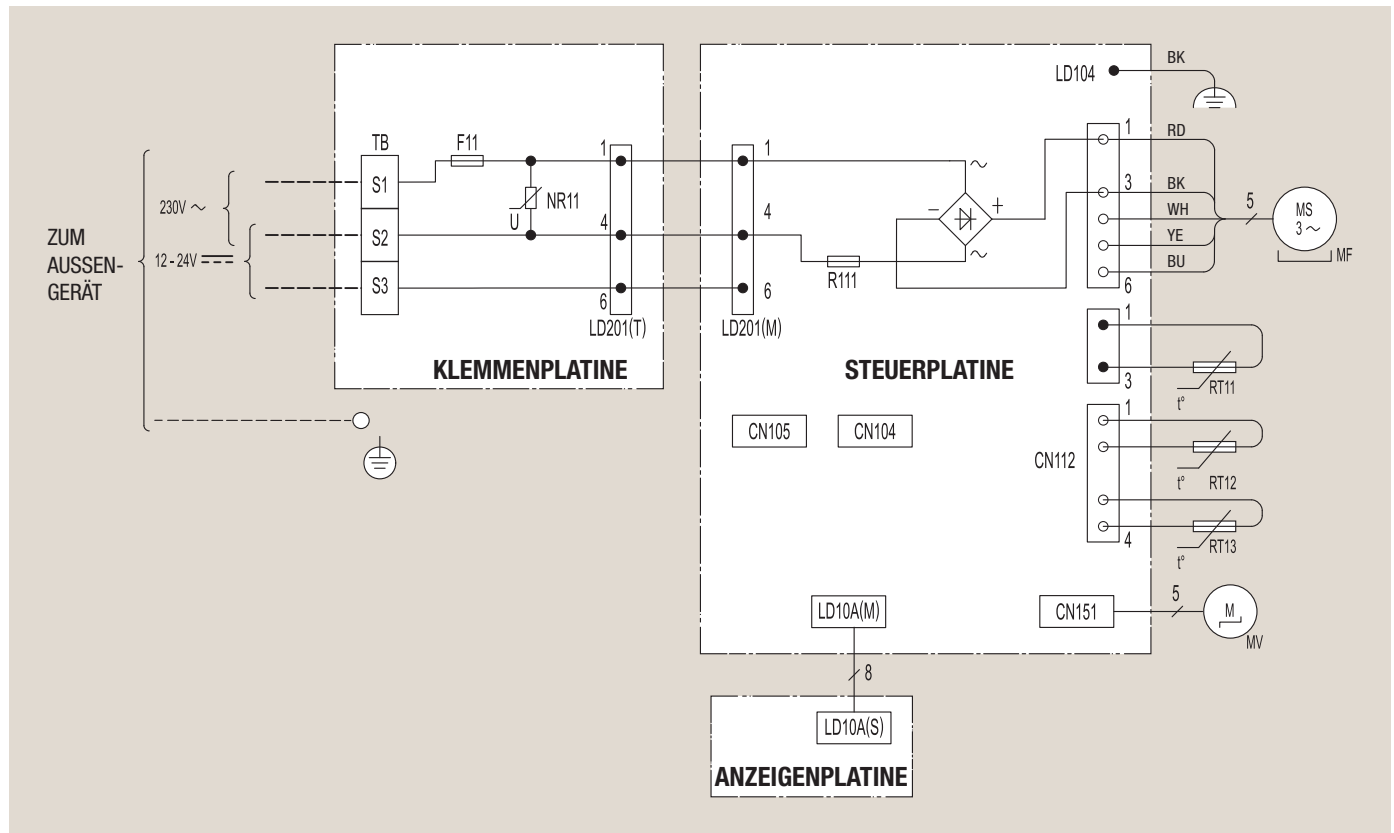 ZUM
AUSSEN-
GERÄT
230V ~
12 - 24V
TB
S1
S2
S3
F11
NR11
U
1
4
6
LD201(T)
KLEMMENPLATINE
1
4
6
LD201(M)
R111
~
~
-
+
STEUERPLATINE
LD104
BK
1
RD
3
BK
WH
YE
BU
6
5
MS
3 ~
MF
1
3
t°
RT11
CN105
CN104
CN112
1
4
t°
RT12
t°
RT13
CN151
5
M
MV
LD10A(M)
8
LD10A(S)
ANZEIGENPLATINE